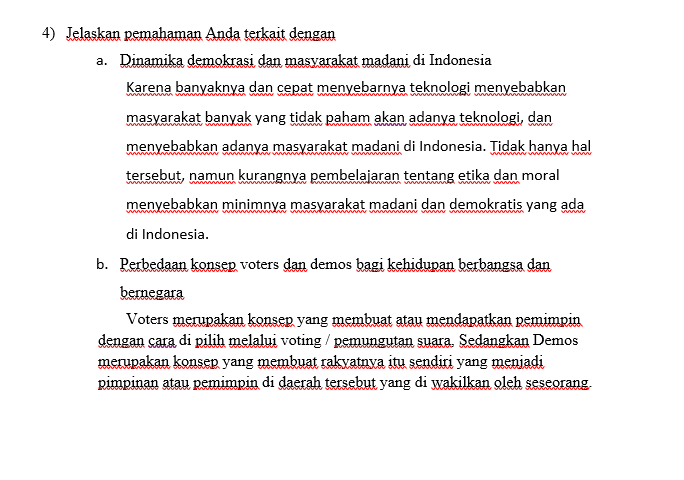 4) Jelaskan pemahaman Anda terkait dengan
a. Dinamika demokrasi dan masyarakat madani di Indonesia
Karena banyaknya dan cepat menyebarnya teknologi menyebabkan
masyarakat banyak yang tidak paham akan adanya teknologi, dan
menyebabkan adanya masyarakat madani di Indonesia. Tidak hanya hal
tersebut, namun kurangnya pembelajaran tentang etika dan moral
menyebabkan minimnya masyarakat madani dan demokratis yang ada
di Indonesia.
b. Perbedaan konsep voters dan demos bagi kehidupan berbangsa dan
bernegara
Voters merupakan konsep yang membuat atau mendapatkan pemimpin
dengan cara di pilih melalui voting / pemungutan suara. Sedangkan Demos
merupakan konsep yang membuat rakyatnya itu sendiri yang menjadi
pimpinan atau pemimpin di daerah tersebut yang di wakilkan oleh seseorang.